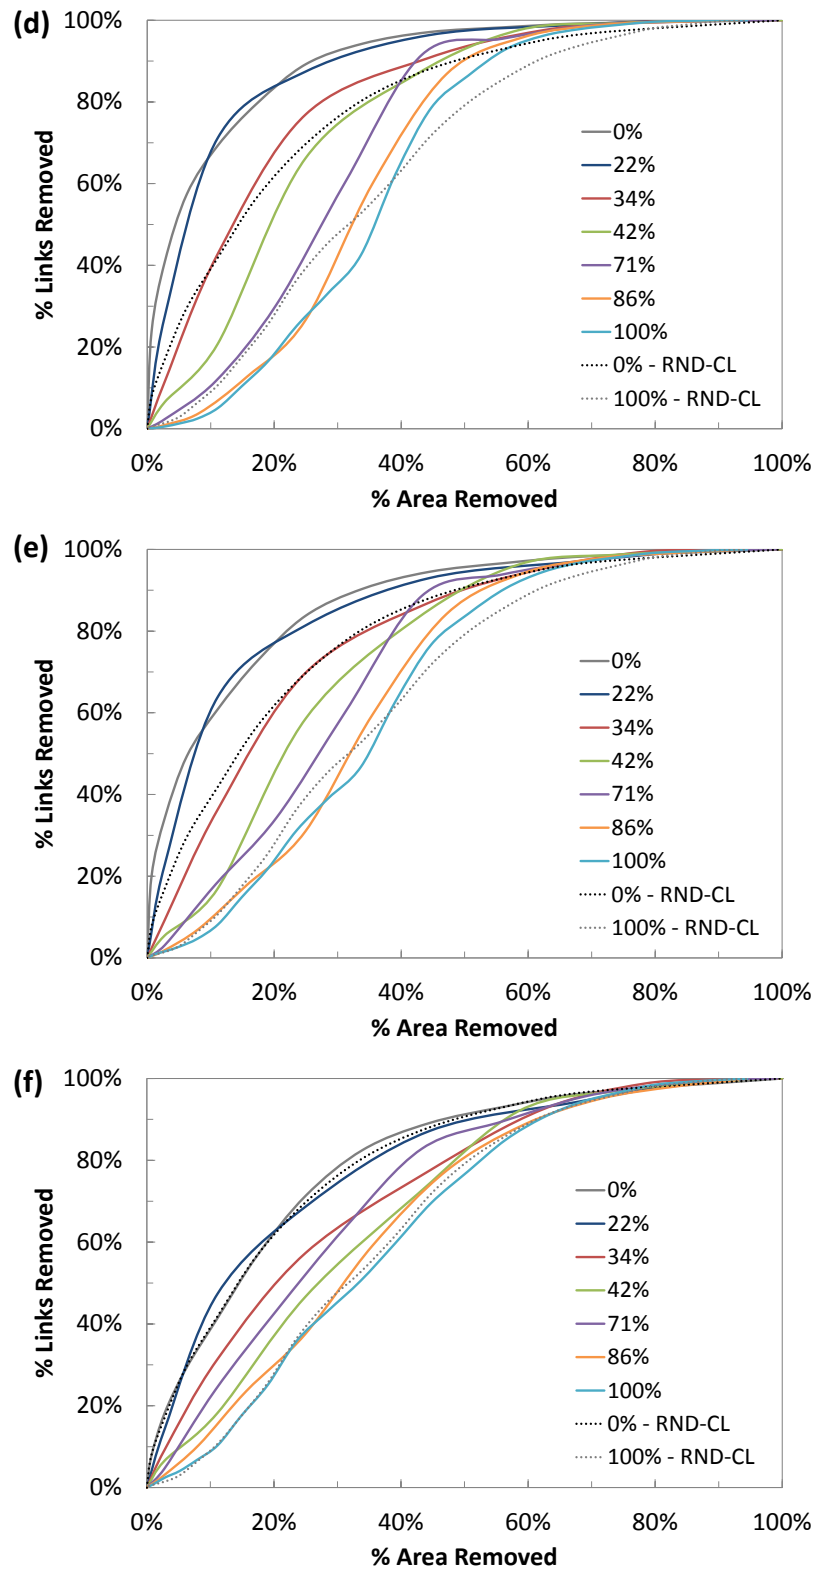 (d)
100%
80%
60%
40%
20%
0%
% Links Removed
0%
22%
34%
42%
71%
86%
100%
0% - RND-CL
100% - RND-CL
0% 20% 40% 60% 80% 100%
% Area Removed
(e)
100%
80%
60%
40%
20%
0%
% Links Removed
0%
22%
34%
42%
71%
86%
100%
0% - RND-CL
100% - RND-CL
0% 20% 40% 60% 80% 100%
% Area Removed
(f)
100%
80%
60%
40%
20%
0%
% Links Removed
0%
22%
34%
42%
71%
86%
100%
0% - RND-CL
100% - RND-CL
0% 20% 40% 60% 80% 100%
% Area Removed